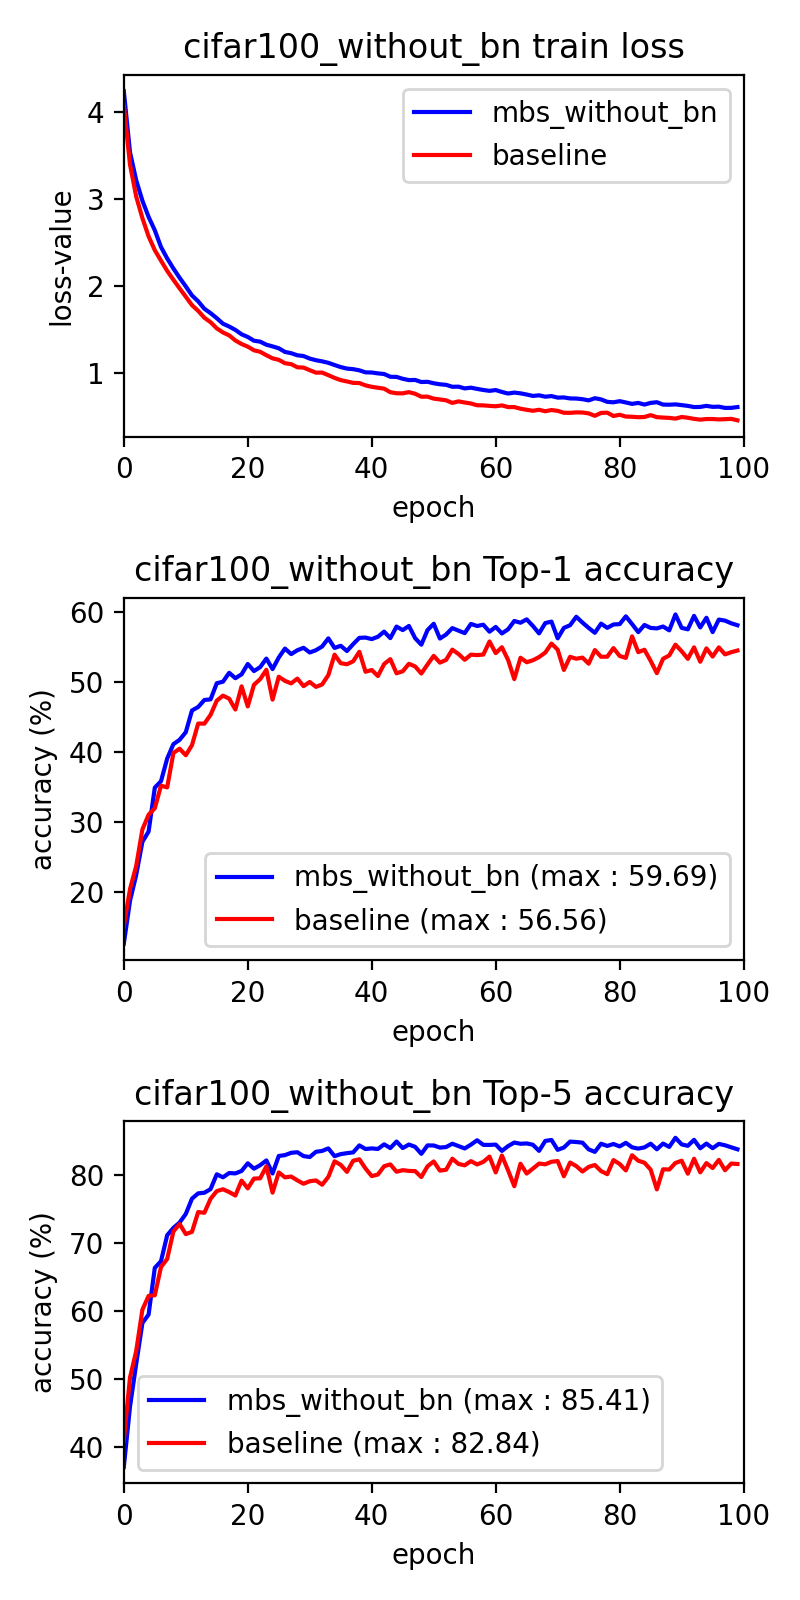 cifar100_without_bn train loss
mbs_without_bn
baseline
4
3
2
1
loss-value
0 20 40 60 80 100
epoch
cifar100_without_bn Top-1 accuracy
60
50
40
30
20
accuracy (%)
mbs_without_bn (max : 59.69)
baseline (max : 56.56)
0 20 40 60 80 100
epoch
cifar100_without_bn Top-5 accuracy
80
70
60
50
40
accuracy (%)
mbs_without_bn (max : 85.41)
baseline (max : 82.84)
0 20 40 60 80 100
epoch